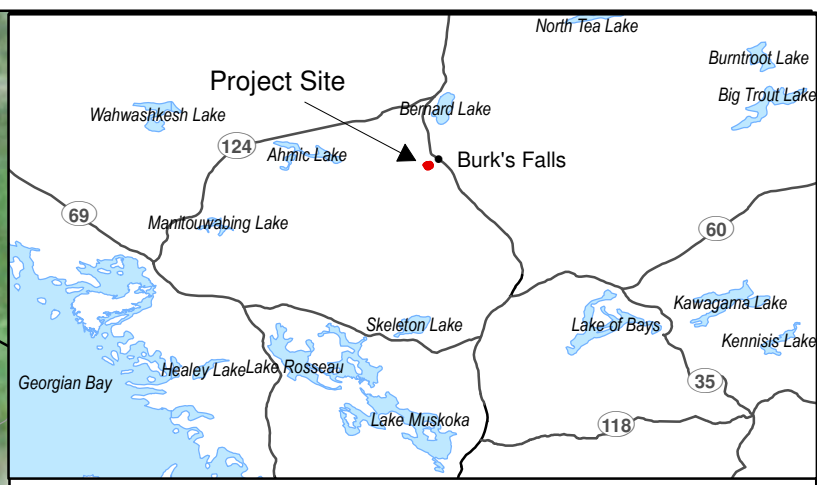 North Tea Lake
Burntroot Lake
Project Site
Big Trout Lake
Wahwashkesh Lake
Bernard Lake
124
Ahmic Lake
Burk's Falls
69
Manitouwabing Lake
60
Kawagama Lake
Skeleton Lake
Lake of Bays
Kennisis Lake
Healey Lake
Lake Rosseau
Georgian Bay
35
Lake Muskoka
118